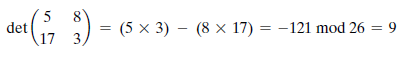 det(5 8
17 3) = (5 × 3) − (8 × 17) = −121 mod 26 = 9